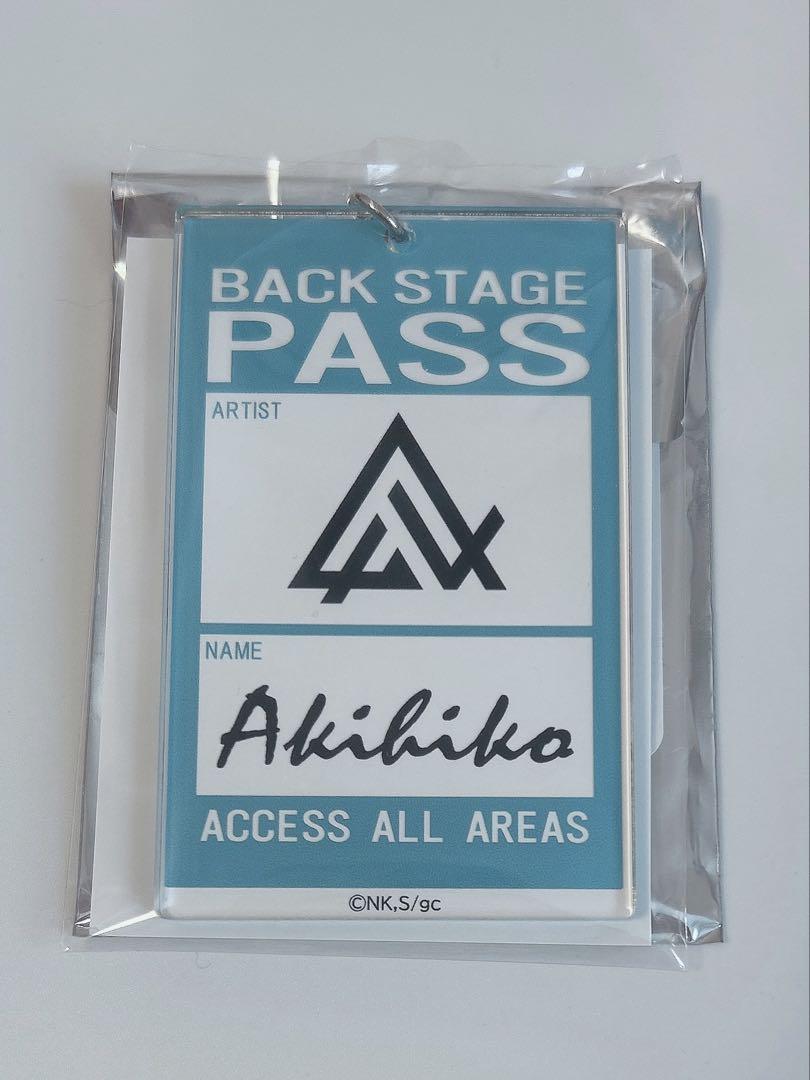 BACK STAGE
PASS
ARTIST
NAME
Akihiko
ACCESS ALL AREAS
©NK,S/gc